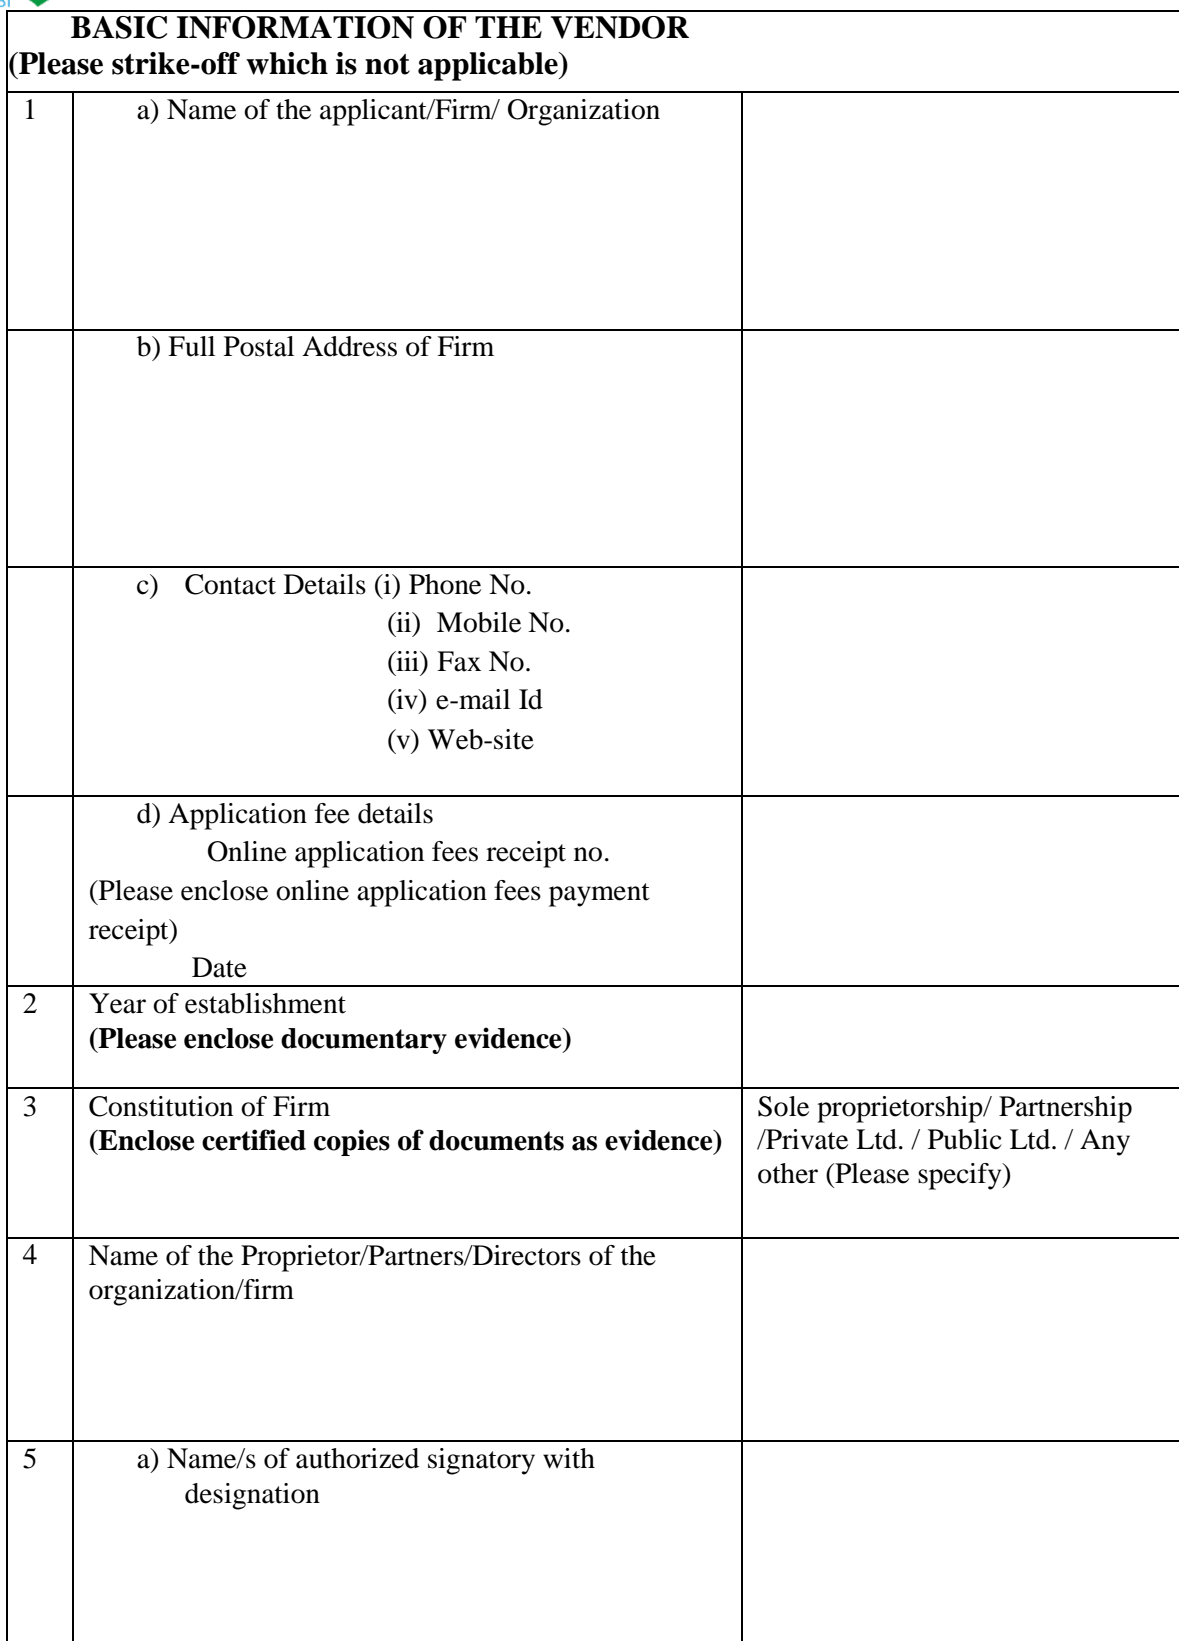 BASIC INFORMATION OF THE VENDOR
(Please strike-off which is not applicable)
1 a) Name of the applicant/Firm/ Organization
b) Full Postal Address of Firm
c) Contact Details (i) Phone No.
(ii) Mobile No.
(iii) Fax No.
(iv) e-mail Id
(v) Web-site
d) Application fee details
Online application fees receipt no.
(Please enclose online application fees payment
receipt)
Date
2 Year of establishment
(Please enclose documentary evidence)
3 Constitution of Firm
(Enclose certified copies of documents as evidence)
Sole proprietorship/ Partnership
/Private Ltd. / Public Ltd. / Any
other (Please specify)
4 Name of the Proprietor/Partners/Directors of the
organization/firm
5 a) Name/s of authorized signatory with
designation